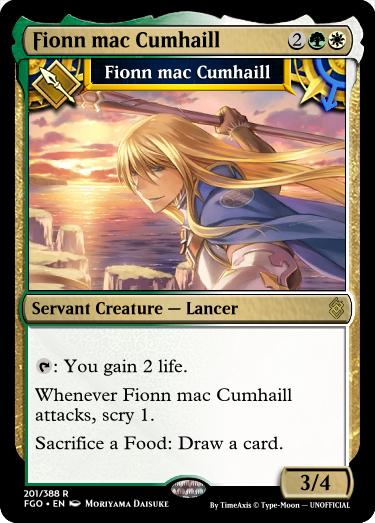 Fionn mac Cumhaill 2
Fionn mac Cumhaill
Servant Creature — Lancer
: You gain 2 life.
Whenever Fionn mac Cumhaill
attacks, scry 1.
Sacrifice a Food: Draw a card.
3/4
201/388 R
FGO • EN Moriyama Daisuke
By TimeAxis © Type-Moon — UNOFFICIAL